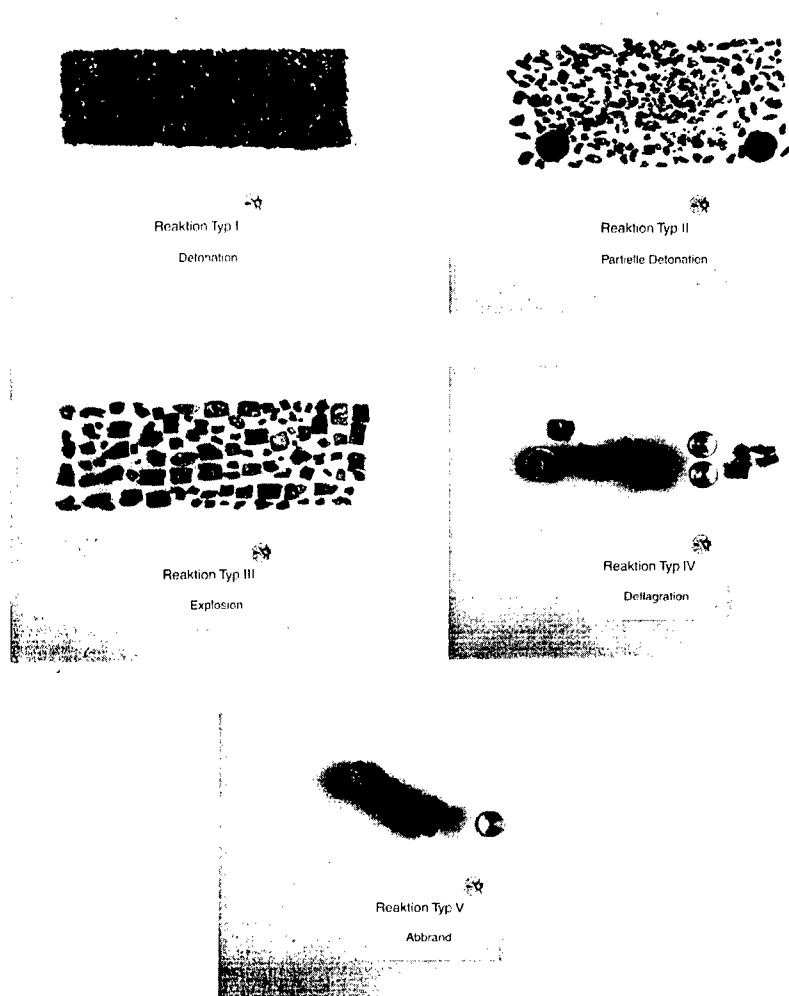 Reaktion Typ I
Detonation
Reaktion Typ II
Partielle Detonation
Reaktion Typ III
Explosion
Reaktion Typ IV
Deflagration
Reaktion Typ V
Abbrand